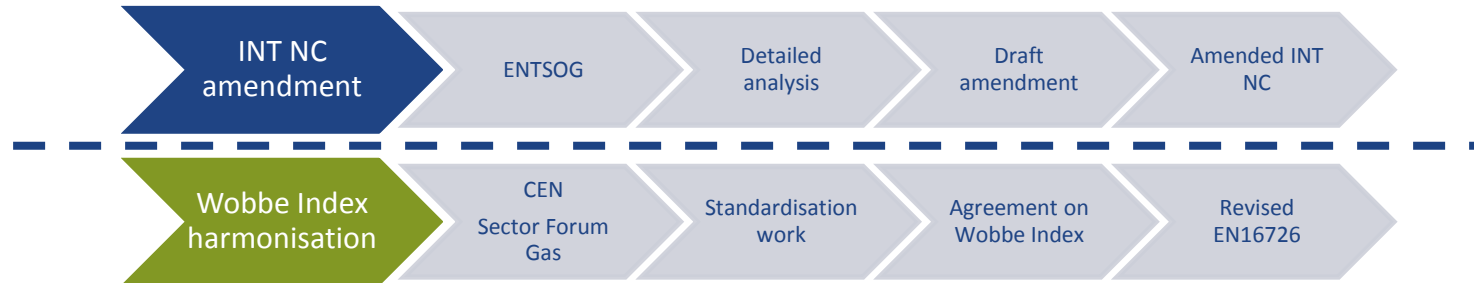 INT NC
amendment
ENTSOG
Detailed
analysis
Draft
amendment
Amended INT
NC
Wobbe Index
harmonisation
CEN
Sector Forum
Gas
Standardisation
work
Agreement on
Wobbe Index
Revised
EN16726